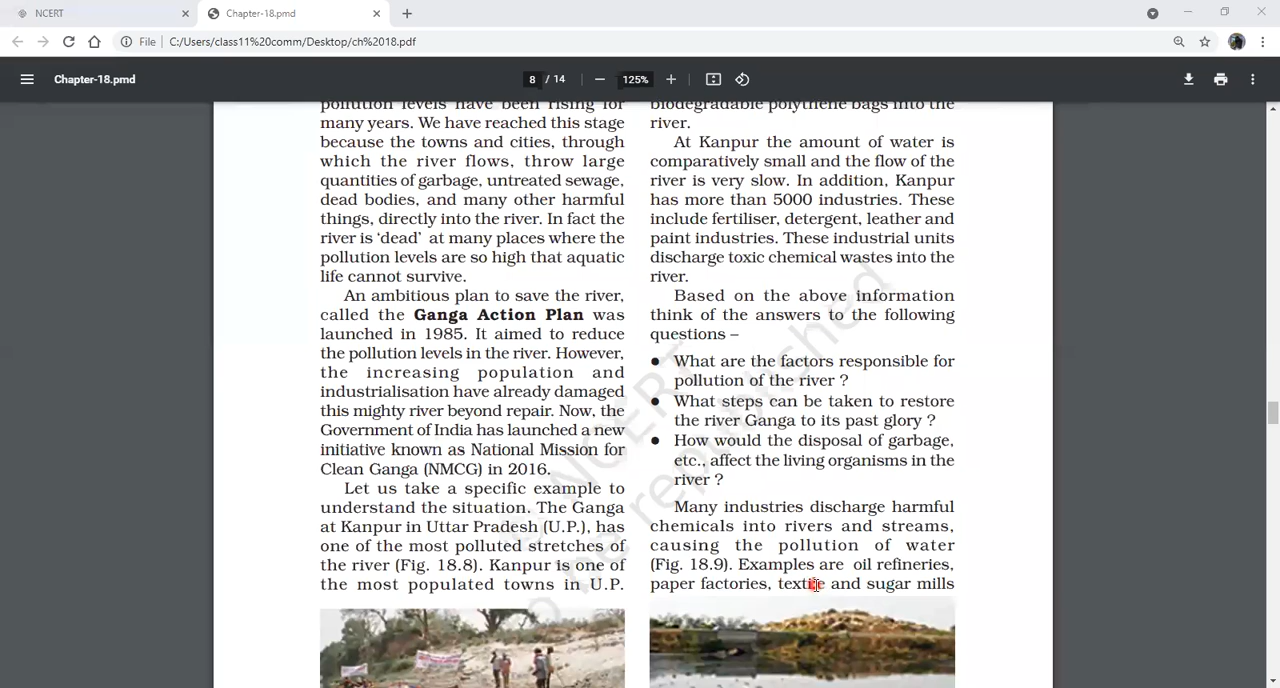 NCERT
Chapter-18.pmd
File
C:/Users/class11%20comm/Desktop/ch%2018.pdf
Chapter-18.pmd
8 / 14
125%
pollution levels have been rising for
many years. We have reached this stage
because the towns and cities, through
which the river flows, throw large
quantities of garbage, untreated sewage,
dead bodies, and many other harmful
things, directly into the river. In fact the
river is ‘dead’ at many places where the
pollution levels are so high that aquatic
life cannot survive.
An ambitious plan to save the river,
called the Ganga Action Plan was
launched in 1985. It aimed to reduce
the pollution levels in the river. However,
the increasing population and
industrialisation have already damaged
this mighty river beyond repair. Now, the
Government of India has launched a new
initiative known as National Mission for
Clean Ganga (NMCG) in 2016.
Let us take a specific example to
understand the situation. The Ganga
at Kanpur in Uttar Pradesh (U.P.), has
one of the most polluted stretches of
the river (Fig. 18.8). Kanpur is one of
the most populated towns in U.P.
biodegradable polythene bags into the
river.
At Kanpur the amount of water is
comparatively small and the flow of the
river is very slow. In addition, Kanpur
has more than 5000 industries. These
include fertiliser, detergent, leather and
paint industries. These industrial units
discharge toxic chemical wastes into the
river.
Based on the above information
think of the answers to the following
questions –
● What are the factors responsible for
pollution of the river ?
● What steps can be taken to restore
the river Ganga to its past glory ?
● How would the disposal of garbage,
etc., affect the living organisms in the
river ?
Many industries discharge harmful
chemicals into rivers and streams,
causing the pollution of water
(Fig. 18.9). Examples are oil refineries,
paper factories, textile and sugar mills
© NCERT
no be republished